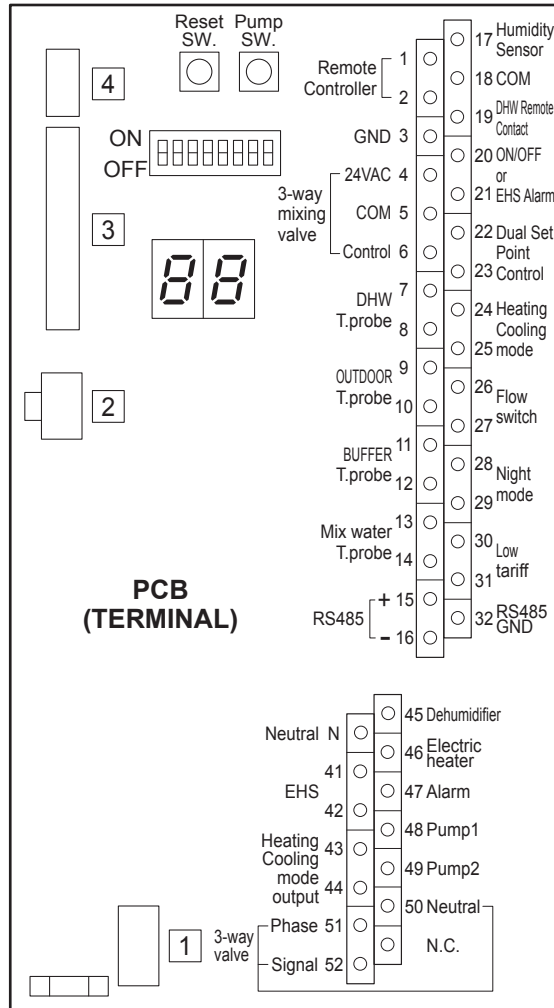 Reset
SW.
Pump
SW.
4
ON
OFF
3
88
2
PCB
(TERMINAL)
Remote
Controller
1
2
GND 3
3-way
mixing
valve
24VAC 4
COM 5
Control 6
DHW
T.probe
7
8
OUTDOOR
T.probe
9
10
BUFFER
T.probe
11
12
Mix water
T.probe
13
14
RS485
+ 15
- 16
17 Humidity
Sensor
18 COM
19 DHW Remote
Contact
20 ON/OFF
or
21 EHS Alarm
22 Dual Set
Point
23 Control
24 Heating
Cooling
25 mode
26
Flow
switch
27
28
Night
mode
29
30
Low
tariff
31
32 RS485
GND
Neutral N
EHS
41
42
Heating
Cooling
mode
output
43
44
1
3-way
valve
Phase 51
Signal 52
45 Dehumidifier
46 Electric
heater
47 Alarm
48 Pump1
49 Pump2
50 Neutral
N.C.